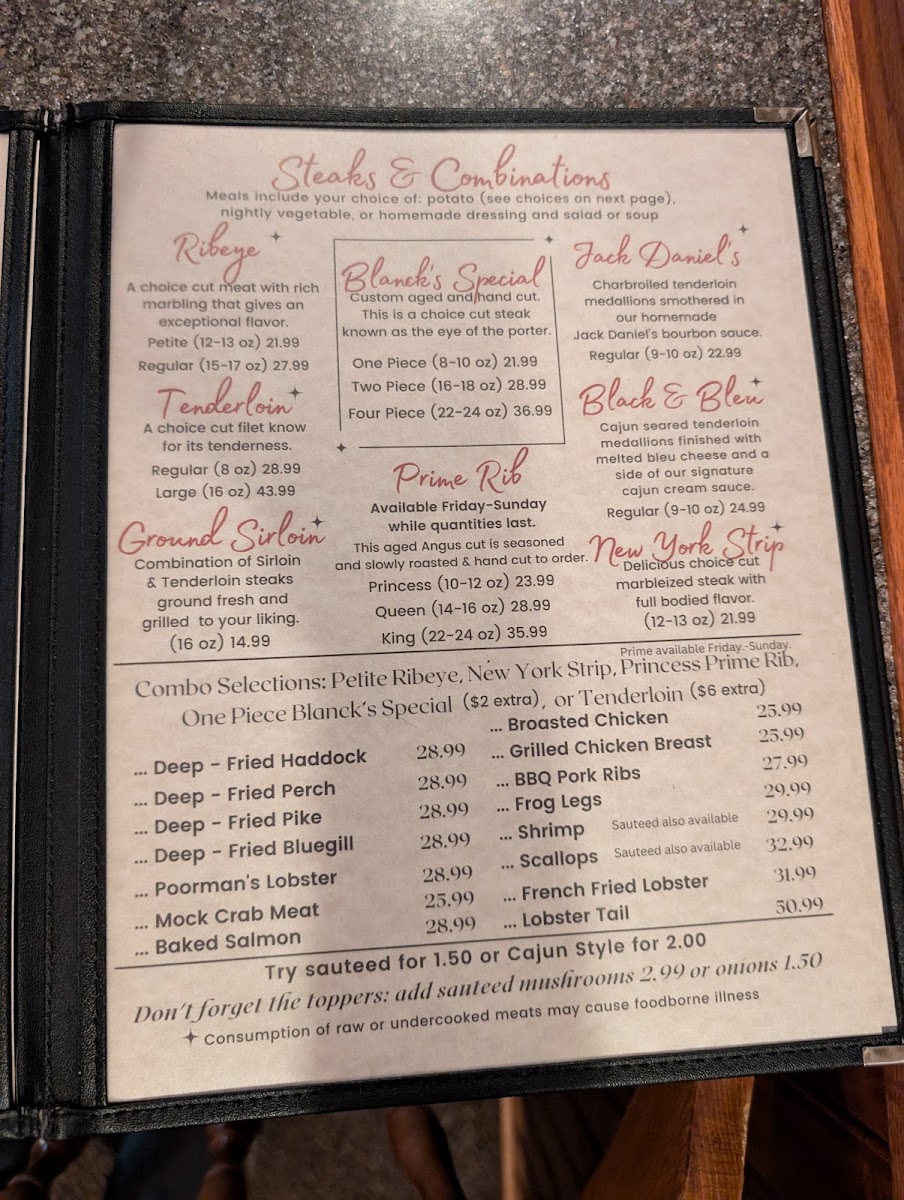 Steaks & Combinations
Meals include your choice of: potato (see choices on next page),
nightly vegetable, or homemade dressing and salad or soup
Ribeye
A choice cut meat with rich
marbling that gives an
exceptional flavor.
Petite (12-13 oz) 21.99
Regular (15-17 oz) 27.99
Tenderloin
A choice cut filet know
for its tenderness.
Regular (8 oz) 28.99
Large (16 oz) 43.99
Ground Sirloin
Combination of Sirloin
& Tenderloin steaks
ground fresh and
grilled to your liking.
(16 oz) 14.99
Blanck's Special
Custom aged and/hand cut.
This is a choice cut steak
known as the eye of the porter.
One Piece (8-10 oz) 21.99
Two Piece (16-18 oz) 28.99
Four Piece (22-24 oz) 36.99
Prime Rib
Available Friday-Sunday
while quantities last.
This aged Angus cut is seasoned
and slowly roasted & hand cut to order.
Princess (10-12 oz) 23.99
Queen (14-16 oz) 28.99
King (22-24 oz) 35.99
Jack Daniel's
Charbroiled tenderloin
medallions smothered in
our homemade
Jack Daniel's bourbon sauce.
Regular (9-10 oz) 22.99
Black & Bleu
Cajun seared tenderloin
medallions finished with
melted bleu cheese and a
side of our signature
cajun cream sauce.
Regular (9-10 oz) 24.99
New York Strip
Delicious choice cut
marbleized steak with
full bodied flavor.
(12-13 oz) 21.99
Prime available Friday.-Sunday.
Combo Selections: Petite Ribeye, New York Strip, Princess Prime Rib,
One Piece Blanck's Special ($2 extra), or Tenderloin ($6 extra)
... Deep - Fried Haddock 28.99
... Deep - Fried Perch 28.99
... Deep - Fried Pike 28.99
... Deep - Fried Bluegill 28.99
... Poorman's Lobster 28.99
... Mock Crab Meat 25.99
... Baked Salmon 28.99
... Broasted Chicken 25.99
... Grilled Chicken Breast 25.99
... BBQ Pork Ribs 27.99
... Frog Legs 29.99
... Shrimp Sauteed also available 29.99
... Scallops Sauteed also available 32.99
... French Fried Lobster 31.99
... Lobster Tail 50.99
Try sauteed for 1.50 or Cajun Style for 2.00
Don't forget the toppers: add sauteed mushrooms 2.99 or onions 1.50
Consumption of raw or undercooked meats may cause foodborne illness